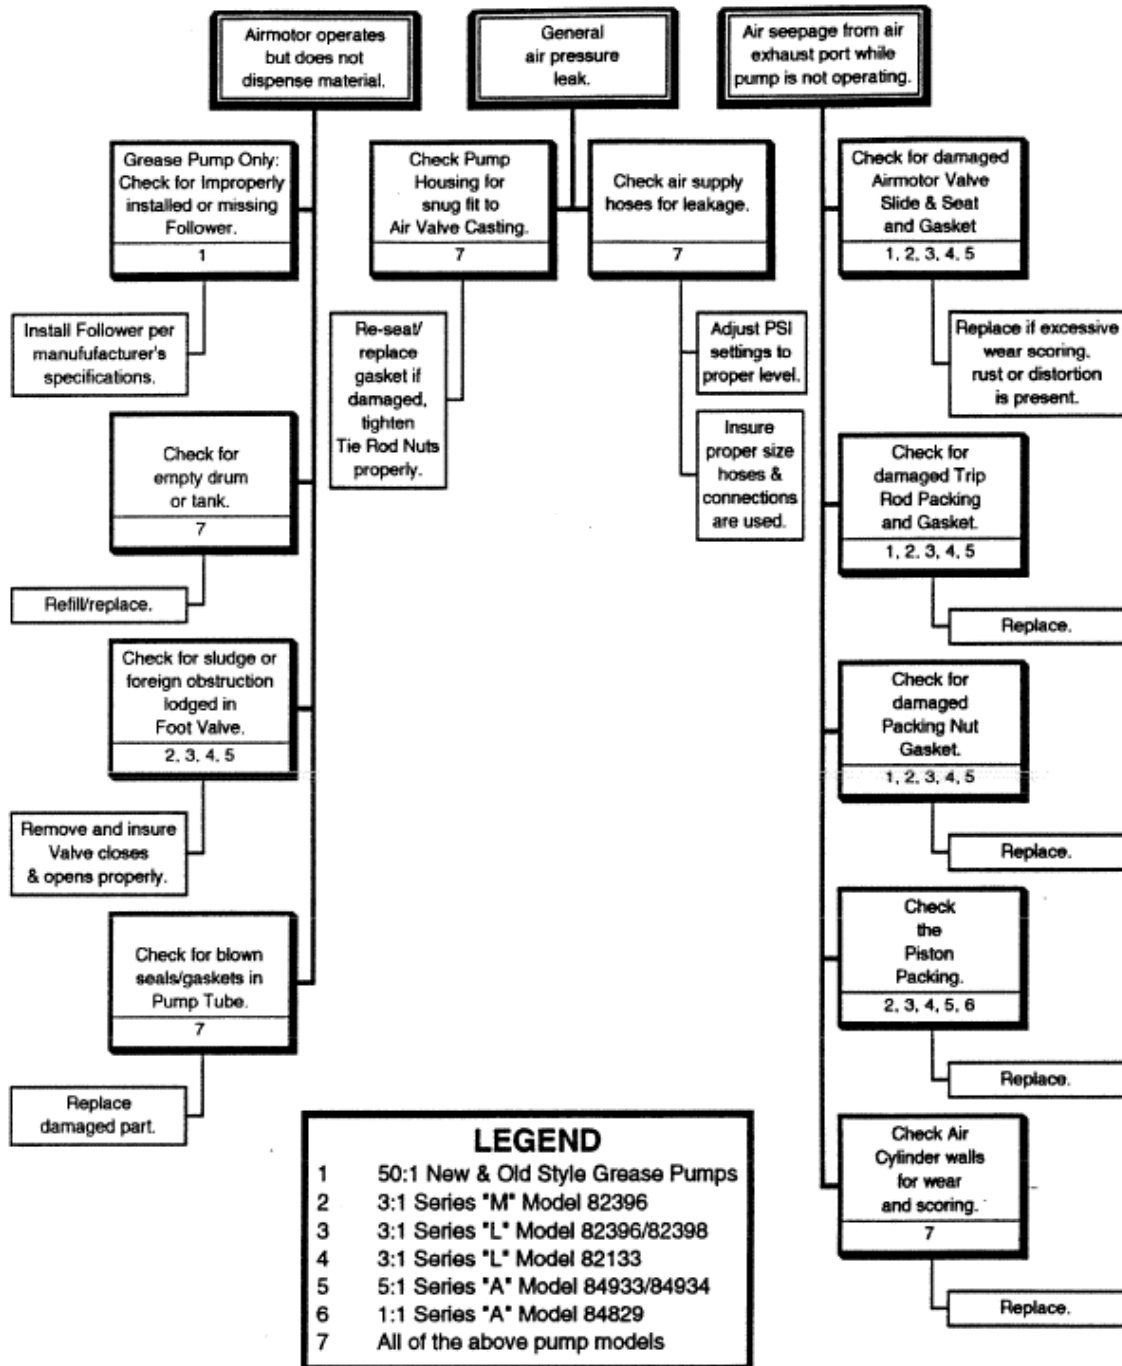 Airmotor operates
but does not
dispense material.
Grease Pump Only:
Check for Improperly
installed or missing
Follower.
1
Install Follower per
manufufacturer's
specifications.
Check for
empty drum
or tank.
7
Refill/replace.
Check for sludge or
foreign obstruction
lodged in
Foot Valve.
2, 3, 4, 5
Remove and insure
Valve closes
& opens properly.
Check for blown
seals/gaskets in
Pump Tube.
7
Replace
damaged part.
General
air pressure
leak.
Check Pump
Housing for
snug fit to
Air Valve Casting.
7
Re-seat/
replace
gasket if
damaged,
tighten
Tie Rod Nuts
properly.
Check air supply
hoses for leakage.
7
Adjust PSI
settings to
proper level.
Insure
proper size
hoses &
connections
are used.
Air seepage from air
exhaust port while
pump is not operating.
Check for damaged
Airmotor Valve
Slide & Seat
and Gasket
1, 2, 3, 4, 5
Replace if excessive
wear scoring,
rust or distortion
is present.
Check for
damaged Trip
Rod Packing
and Gasket.
1, 2, 3, 4, 5
Replace.
Check for
damaged
Packing Nut
Gasket.
1, 2, 3, 4, 5
Replace.
Check
the
Piston
Packing.
2, 3, 4, 5, 6
Replace.
Check Air
Cylinder walls
for wear
and scoring.
7
Replace.
LEGEND
1 50:1 New & Old Style Grease Pumps
2 3:1 Series "M" Model 82396
3 3:1 Series "L" Model 82396/82398
4 3:1 Series "L" Model 82133
5 5:1 Series "A" Model 84933/84934
6 1:1 Series "A" Model 84829
7 All of the above pump models